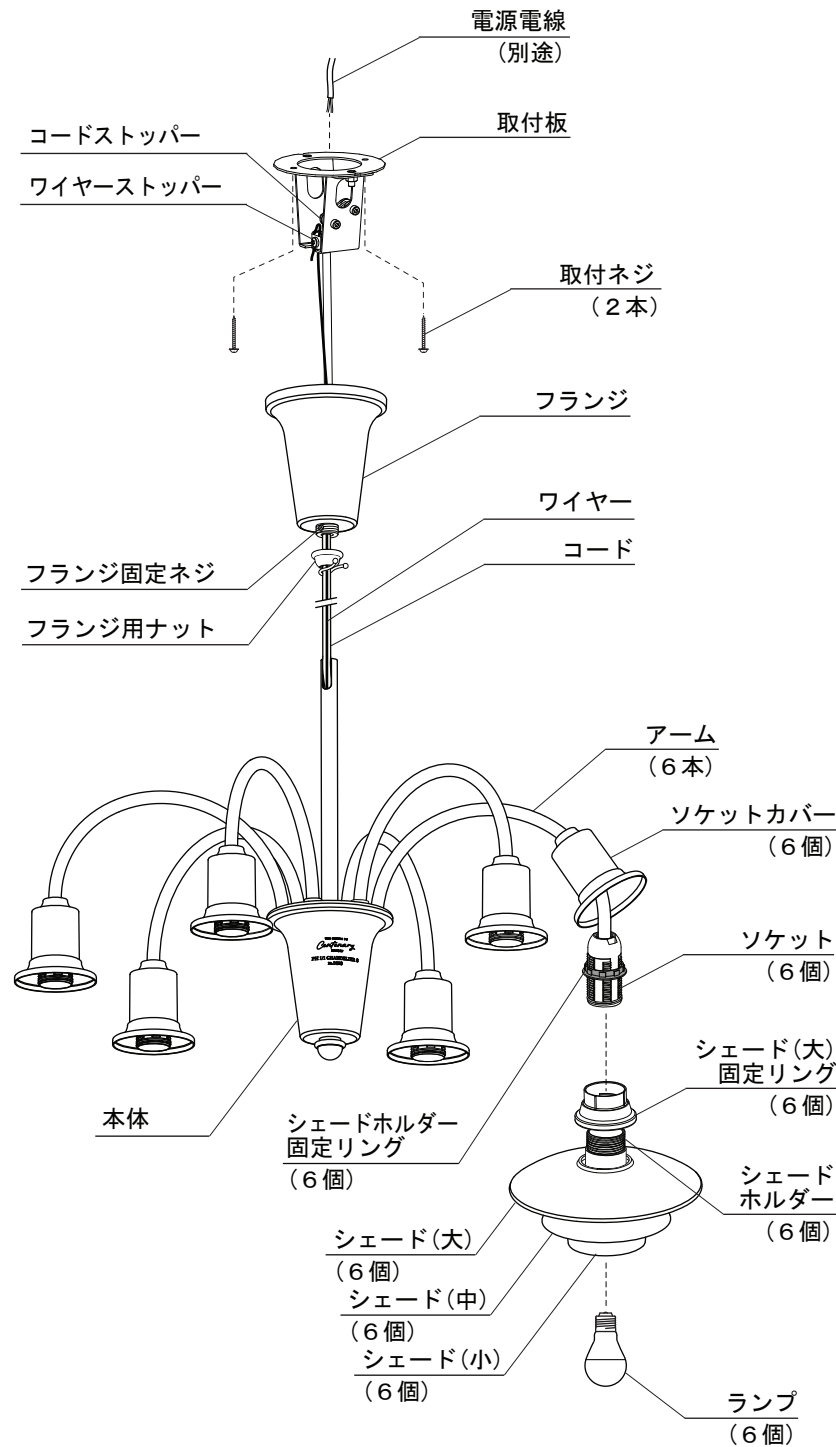 電源電線
(別途)
コードストッパー
取付板
ワイヤーストッパー
取付ネジ
(2本)
フランジ
ワイヤー
コード
フランジ固定ネジ
フランジ用ナット
アーム
(6本)
ソケットカバー
(6個)
Centenary
ソケット
(6個)
本体
シェードホルダー
固定リング
(6個)
シェード(大)
固定リング
(6個)
シェード
ホルダー
(6個)
シェード(大)
(6個)
シェード(中)
(6個)
シェード(小)
(6個)
ランプ
(6個)